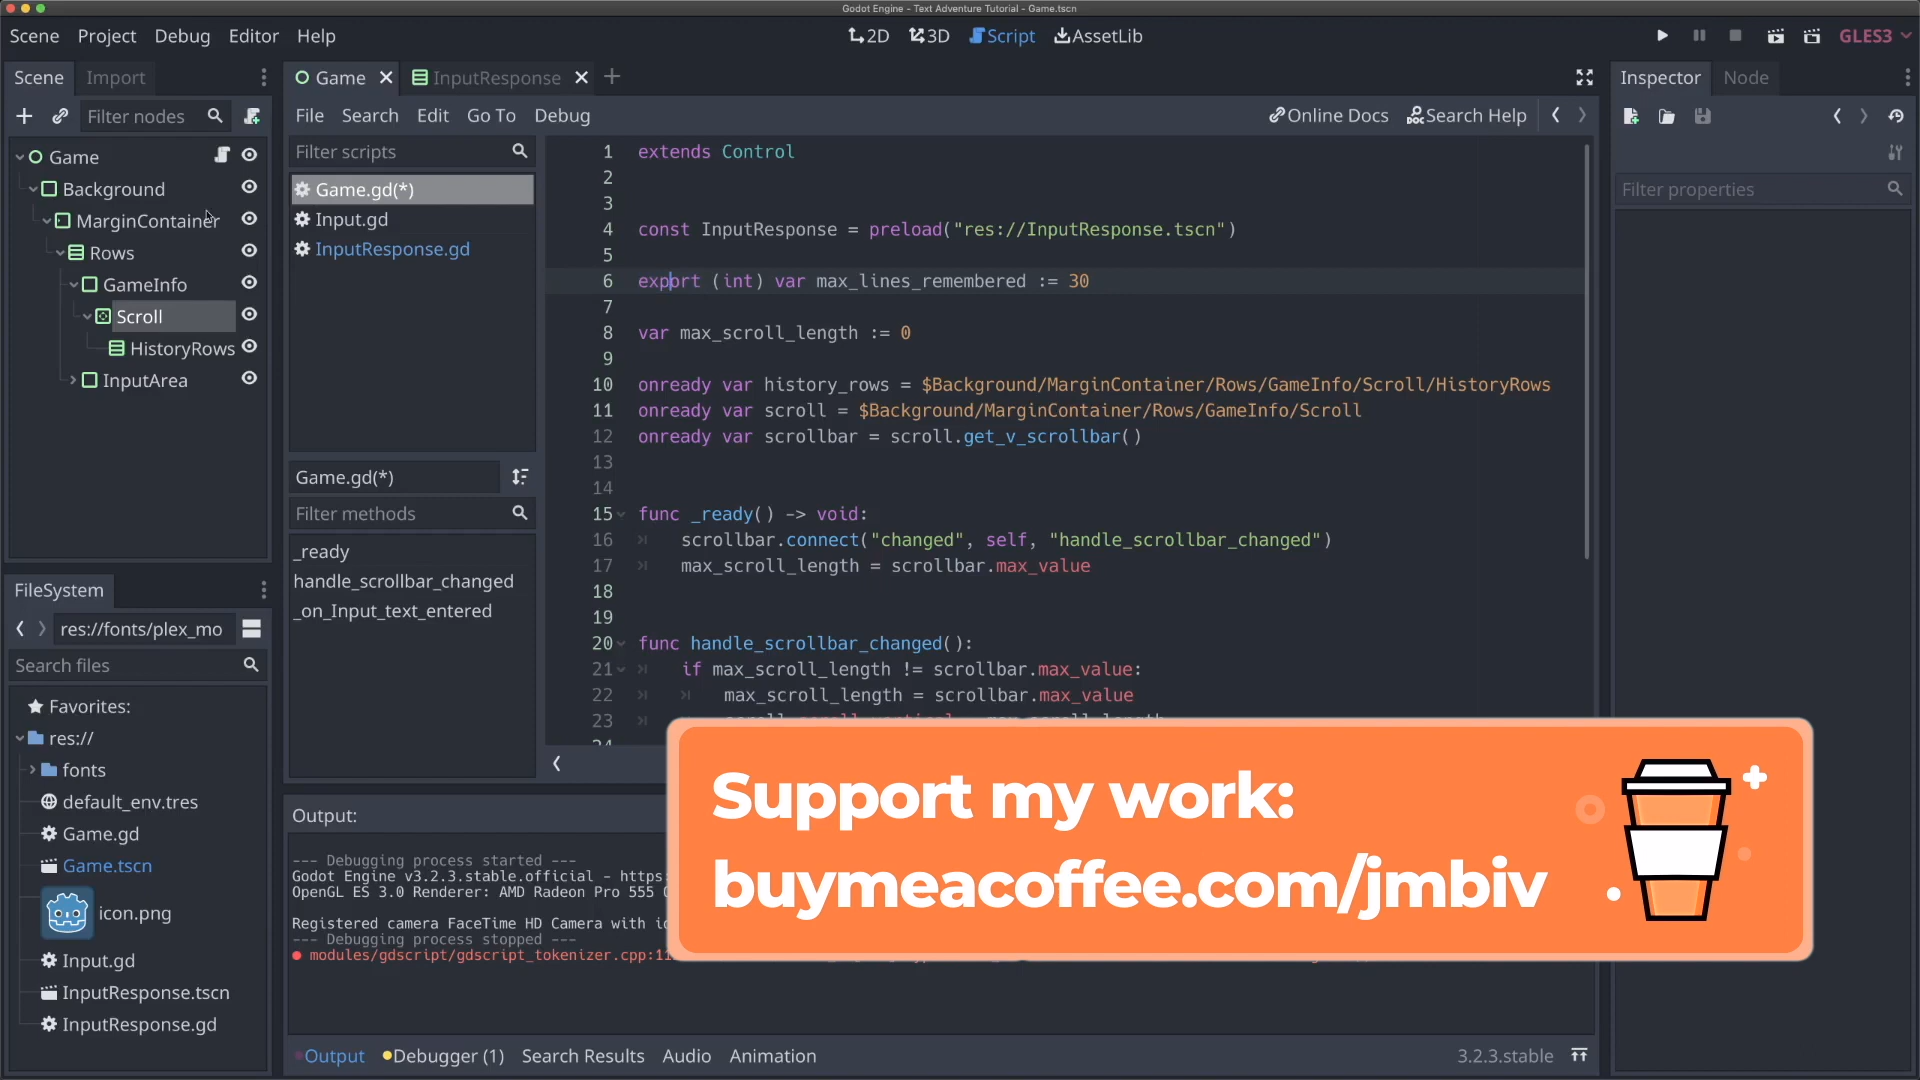 Godot Engine - Text Adventure Tutorial - Game.tscn
Scene Project Debug Editor Help
2D 3D Script AssetLib
GLES3
Scene Import
Filter nodes
Game
Background
MarginContainer
Rows
GameInfo
Scroll
HistoryRows
InputArea
FileSystem
res://fonts/plex_mo
Search files
Favorites:
res://
fonts
default_env.tres
Game.gd
Game.tscn
icon.png
Input.gd
InputResponse.tscn
InputResponse.gd
Game InputResponse
File Search Edit Go To Debug
Online Docs Search Help
Filter scripts
Game.gd(*)
Input.gd
InputResponse.gd
Game.gd(*)
Filter methods
_ready
handle_scrollbar_changed
_on_Input_text_entered
1 extends Control
2
3
4 const InputResponse = preload("res://InputResponse.tscn")
5
6 export (int) var max_lines_remembered := 30
7
8 var max_scroll_length := 0
9
10 onready var history_rows = $Background/MarginContainer/Rows/GameInfo/Scroll/HistoryRows
11 onready var scroll = $Background/MarginContainer/Rows/GameInfo/Scroll
12 onready var scrollbar = scroll.get_v_scrollbar()
13
14
15 func _ready() -> void:
16 scrollbar.connect("changed", self, "handle_scrollbar_changed")
17 max_scroll_length = scrollbar.max_value
18
19
20 func handle_scrollbar_changed():
21 if max_scroll_length != scrollbar.max_value:
22 max_scroll_length = scrollbar.max_value
23
24
Output:
--- Debugging process started ---
Godot Engine v3.2.3.stable.official - https:
OpenGL ES 3.0 Renderer: AMD Radeon Pro 555 O
Registered camera FaceTime HD Camera with i
--- Debugging process stopped ---
modules/gdscript/gdscript_tokenizer.cpp:11
Support my work:
buymeacoffee.com/jmbiv
Output Debugger (1) Search Results Audio Animation
3.2.3.stable
Inspector Node
Filter properties